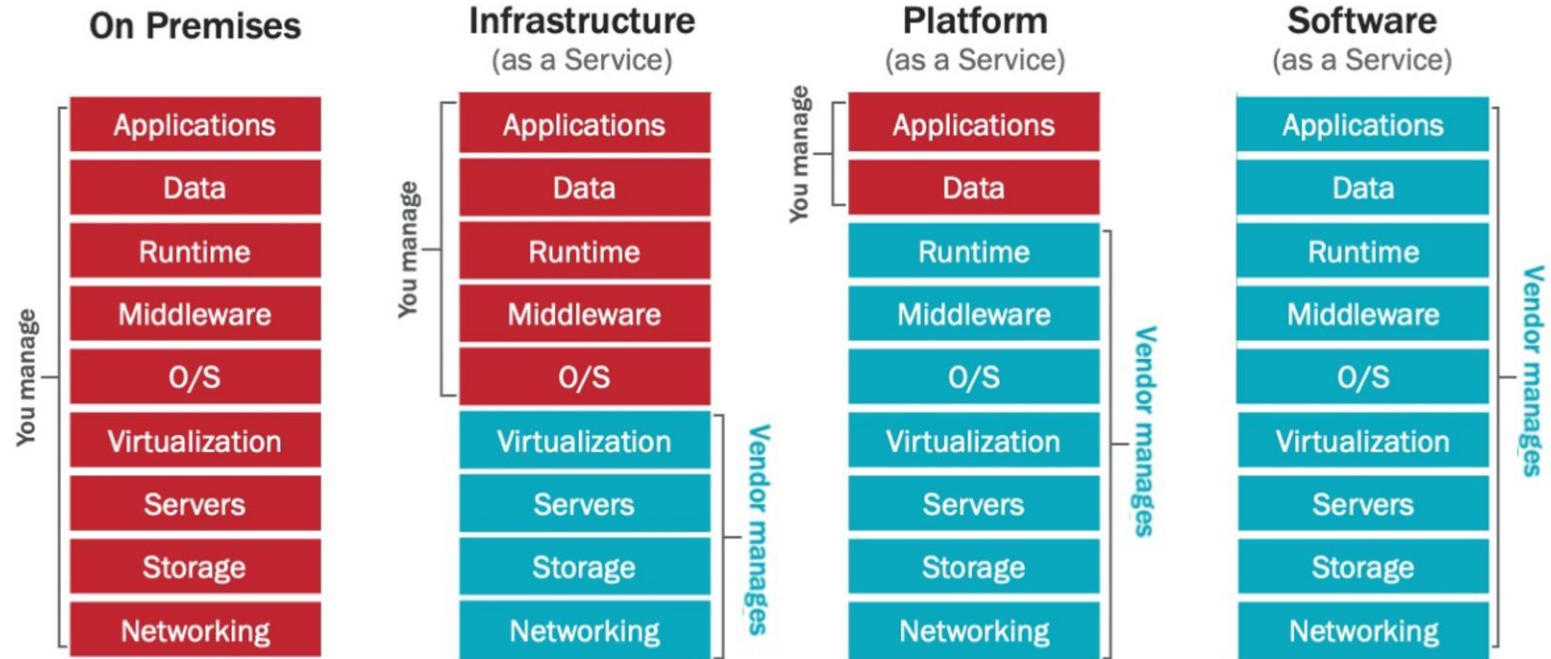 On Premises
You manage
Applications
Data
Runtime
Middleware
O/S
Virtualization
Servers
Storage
Networking
Infrastructure
(as a Service)
You manage
Applications
Data
Runtime
Middleware
O/S
Virtualization
Servers
Storage
Networking
Vendor manages
Platform
(as a Service)
You manage
Applications
Data
Runtime
Middleware
O/S
Virtualization
Servers
Storage
Networking
Vendor manages
Software
(as a Service)
Applications
Data
Runtime
Middleware
O/S
Virtualization
Servers
Storage
Networking
Vendor manages